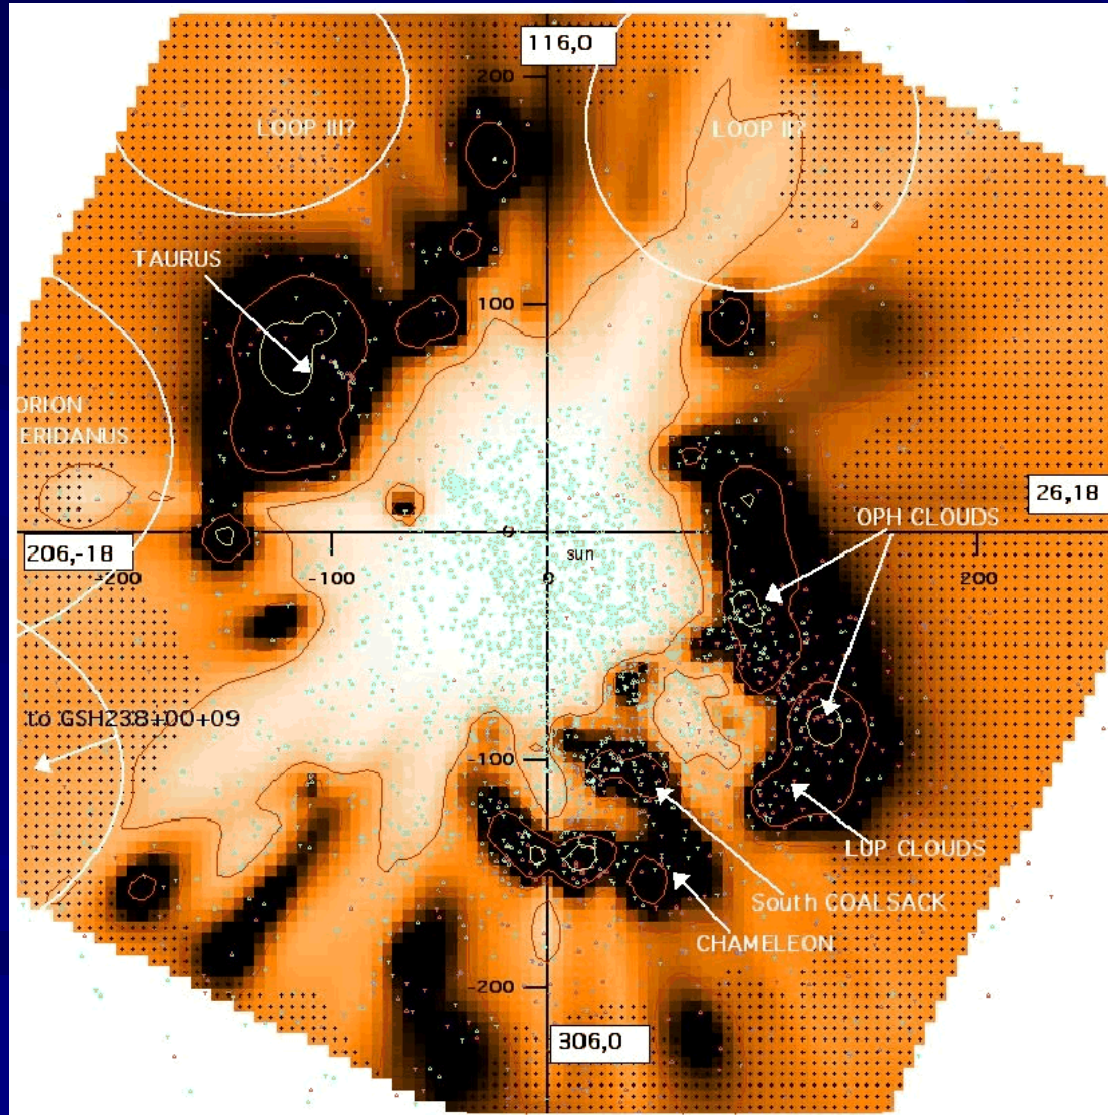 116,0
200
LOOP III?
LOOP II?
TAURUS
100
ORION
ERIDANUS
26,18
OPH CLOUDS
0
sun
206,-18
-200
-100
0
200
to GSH238+00+09
-100
LUP CLOUDS
South COALSACK
CHAMELEON
-200
306,0